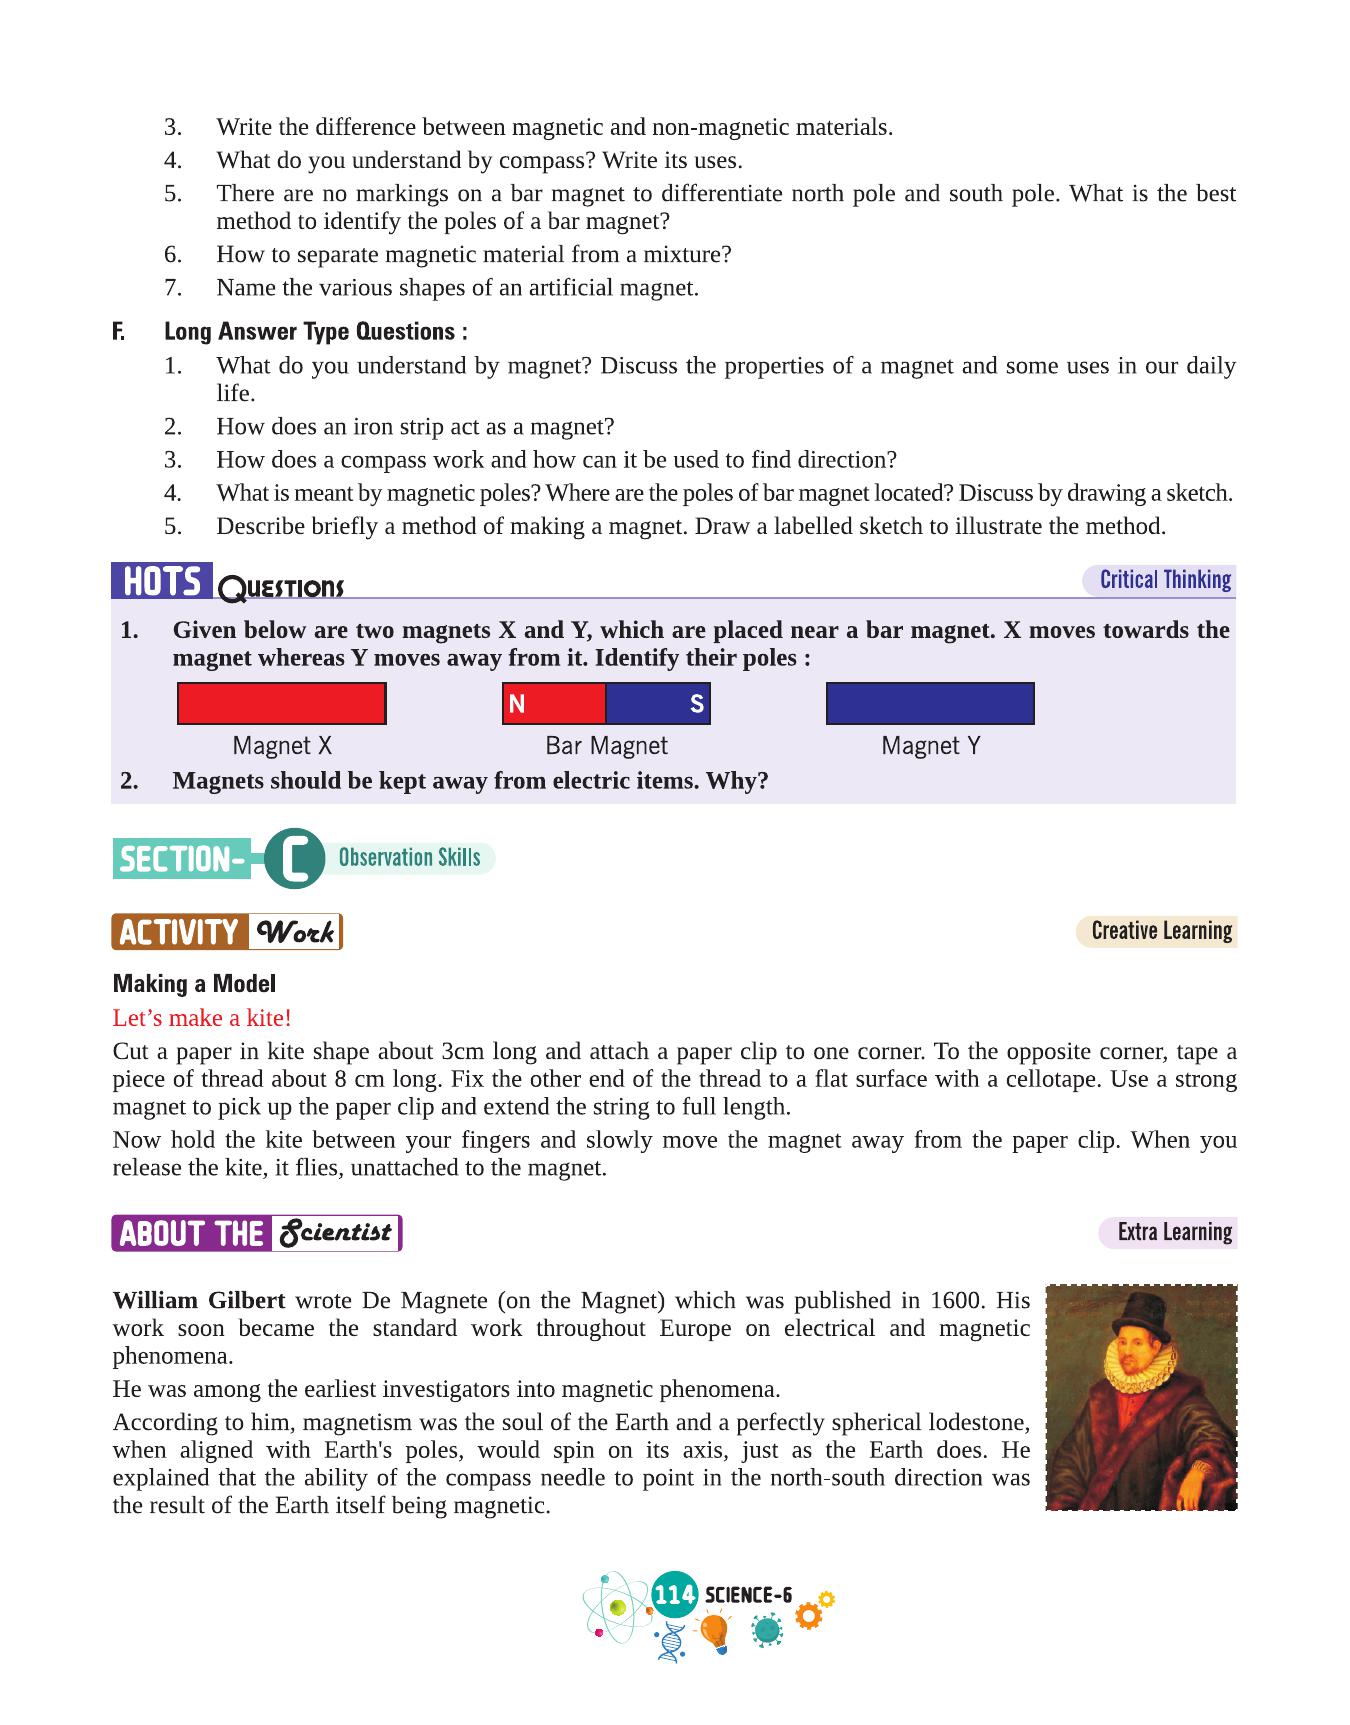 3. Write the difference between magnetic and non-magnetic materials.
4. What do you understand by compass? Write its uses.
5. There are no markings on a bar magnet to differentiate north pole and south pole. What is the best
method to identify the poles of a bar magnet?
6. How to separate magnetic material from a mixture?
7. Name the various shapes of an artificial magnet.
F. Long Answer Type Questions :
1. What do you understand by magnet? Discuss the properties of a magnet and some uses in our daily
life.
2. How does an iron strip act as a magnet?
3. How does a compass work and how can it be used to find direction?
4. What is meant by magnetic poles? Where are the poles of bar magnet located? Discuss by drawing a sketch.
5. Describe briefly a method of making a magnet. Draw a labelled sketch to illustrate the method.
HOTS QUESTIONS Critical Thinking
1. Given below are two magnets X and Y, which are placed near a bar magnet. X moves towards the
magnet whereas Y moves away from it. Identify their poles :
N S
Magnet X Bar Magnet Magnet Y
2. Magnets should be kept away from electric items. Why?
SECTION- C Observation Skills
ACTIVITY Work Creative Learning
Making a Model
Let’s make a kite!
Cut a paper in kite shape about 3cm long and attach a paper clip to one corner. To the opposite corner, tape a
piece of thread about 8 cm long. Fix the other end of the thread to a flat surface with a cellotape. Use a strong
magnet to pick up the paper clip and extend the string to full length.
Now hold the kite between your fingers and slowly move the magnet away from the paper clip. When you
release the kite, it flies, unattached to the magnet.
ABOUT THE Scientist Extra Learning
William Gilbert wrote De Magnete (on the Magnet) which was published in 1600. His
work soon became the standard work throughout Europe on electrical and magnetic
phenomena.
He was among the earliest investigators into magnetic phenomena.
According to him, magnetism was the soul of the Earth and a perfectly spherical lodestone,
when aligned with Earth's poles, would spin on its axis, just as the Earth does. He
explained that the ability of the compass needle to point in the north-south direction was
the result of the Earth itself being magnetic.
114 SCIENCE-6